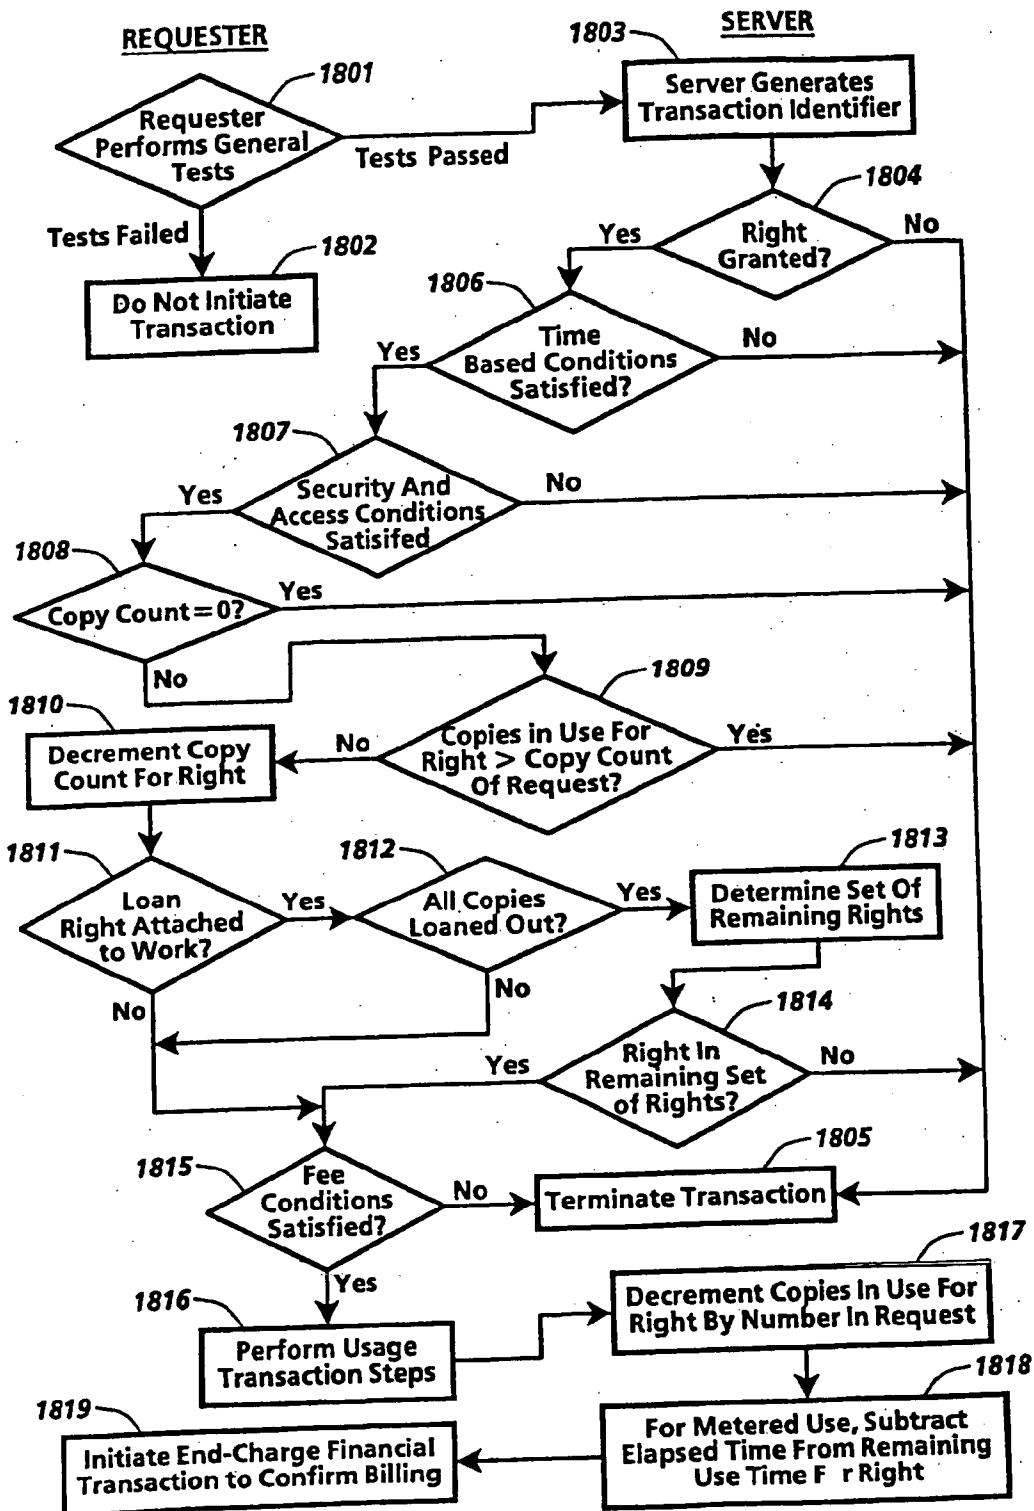 REQUESTER
SERVER
1801
1803
Requester
Performs General
Tests
Tests Passed
Server Generates
Transaction Identifier
Tests Failed
1802
Do Not Initiate
Transaction
1804
Right
Granted?
Yes
No
1806
Time
Based Conditions
Satisfied?
Yes
No
1807
Security And
Access Conditions
Satisifed
Yes
No
1808
Copy Count=0?
Yes
No
1809
Copies in Use For
Right > Copy Count
Of Request?
No
Yes
1810
Decrement Copy
Count For Right
1811
Loan
Right Attached
to Work?
Yes
No
1812
All Copies
Loaned Out?
Yes
No
1813
Determine Set Of
Remaining Rights
1814
Right In
Remaining Set
of Rights?
Yes
No
1815
Fee
Conditions
Satisfied?
No
Yes
1805
Terminate Transaction
1816
Perform Usage
Transaction Steps
1817
Decrement Copies In Use For
Right By Number In Request
1818
For Metered Use, Subtract
Elapsed Time From Remaining
Use Time F r Right
1819
Initiate End-Charge Financial
Transaction to Confirm Billing